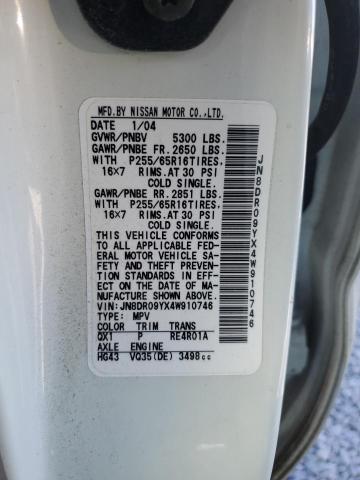 MFD.BY NISSAN MOTOR CO.,LTD.
DATE 1/04
GVWR/PNBV 5300 LBS.
GAWR/PNBE FR. 2650 LBS.
WITH P255/65R16TIRES,
16×7 RIMS.AT 30 PSI
COLD SINGLE.
GAWR/PNBE RR. 2851 LBS.
WITH P255/65R16TIRES,
16×7 RIMS.AT 30 PSI
COLD SINGLE.
THIS VEHICLE CONFORMS
TO ALL APPLICABLE FED-
ERAL MOTOR VEHICLE SA-
FETY AND THEFT PREVEN-
TION STANDARDS IN EFF-
ECT ON THE DATE OF MA-
NUFACTURE SHOWN ABOVE.
VIN:JN8DR09YX4W910746
TYPE: MPV
COLOR TRIM TRANS
QX1 P RE4R01A
AXLE ENGINE
HG43 VQ35(DE) 3498cc
JN8DR09YX4W910746